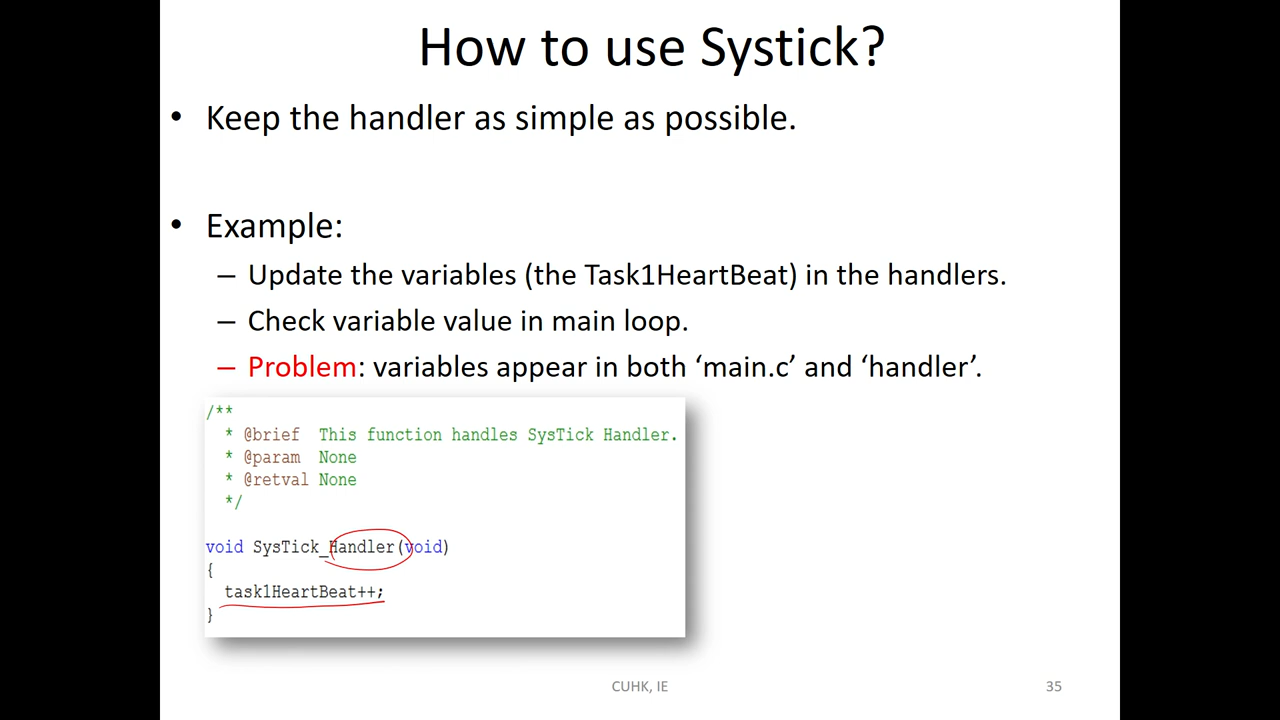 How to use Systick?
• Keep the handler as simple as possible.
• Example:
– Update the variables (the Task1HeartBeat) in the handlers.
– Check variable value in main loop.
– Problem: variables appear in both ‘main.c’ and ‘handler’.
/**
* @brief This function handles SysTick Handler.
* @param None
* @retval None
*/
void SysTick_Handler(void)
{
task1HeartBeat++;
}
CUHK, IE
35